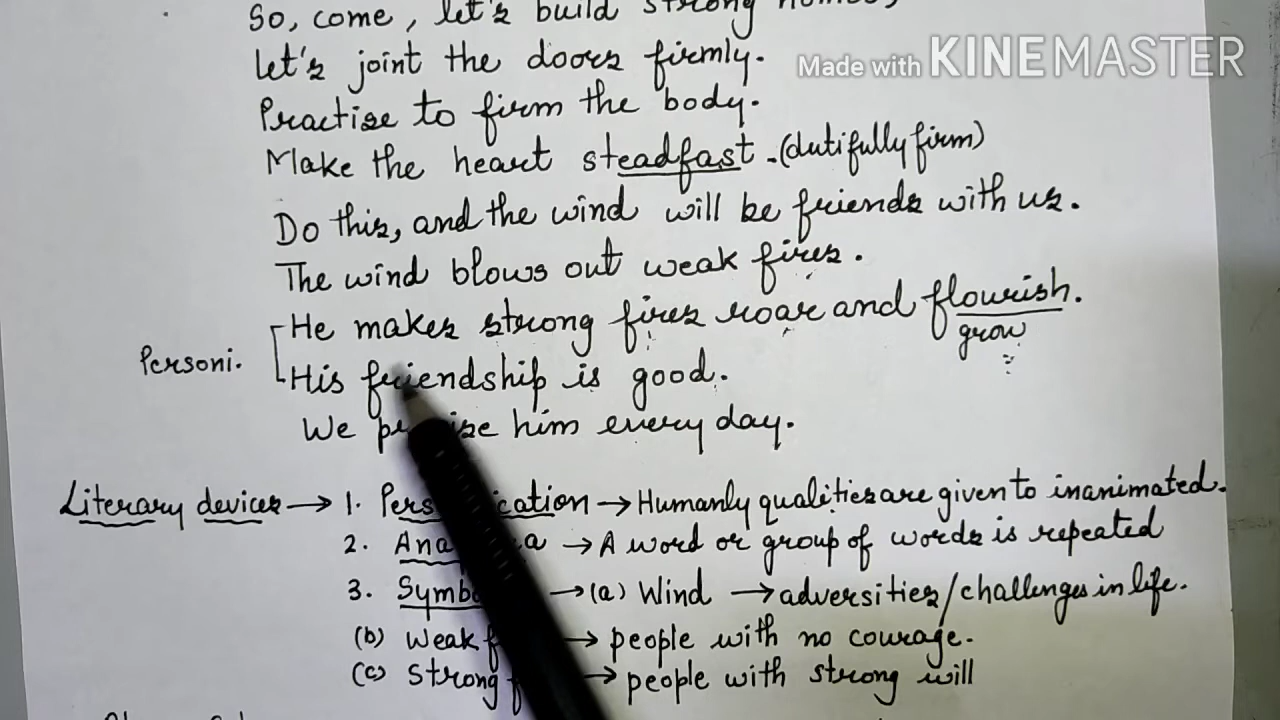 So, come, let's build strong homes,
Made with KINEMASTER
Let's joint the doors firmly.
Practise to firm the body.
Make the heart steadfast. (dutifully firm)
Do this, and the wind will be friends with us.
The wind blows out weak fires.
He makes strong fires roar and flourish.
grow
Personi.
His friendship is good.
We him every day.
Literary devices → 1. → Humanly qualities are given to inanimated.
2. → A word or group of words is repeated
3. → (a) Wind → adversities/challenges in life.
(b) Weak → people with no courage.
(c) Strong → people with strong will